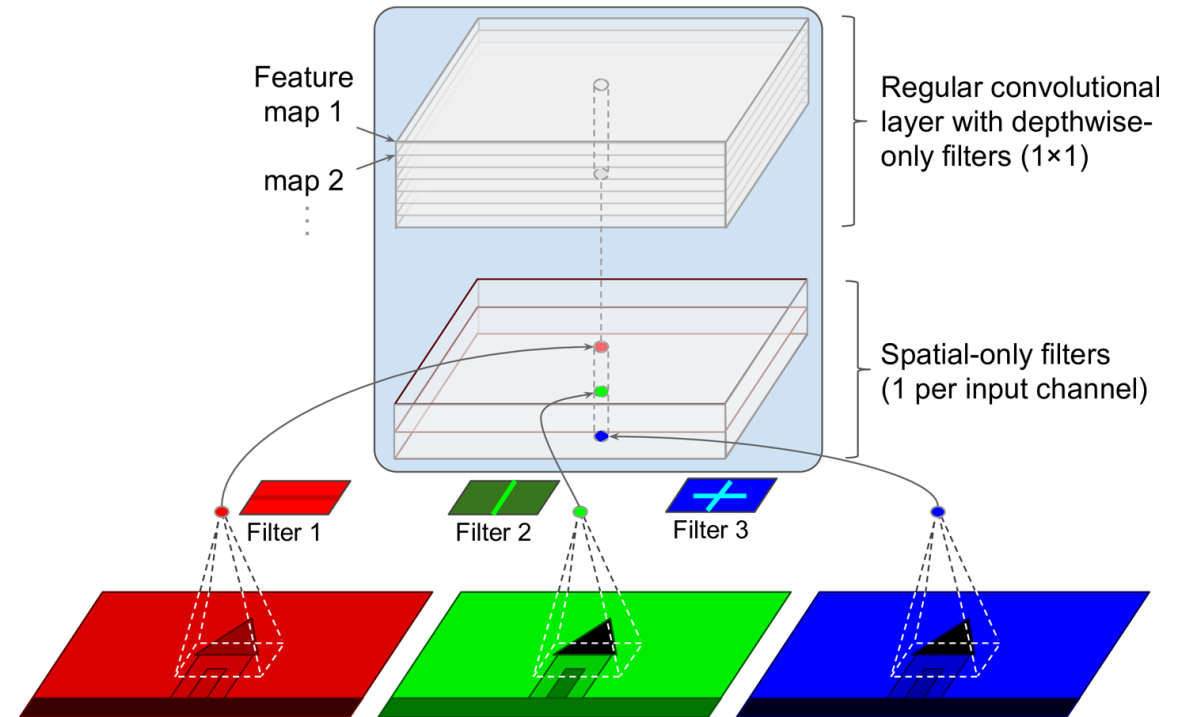 Feature
map 1
map 2
Regular convolutional
layer with depthwise-
only filters (1×1)
Spatial-only filters
(1 per input channel)
Filter 1
Filter 2
Filter 3